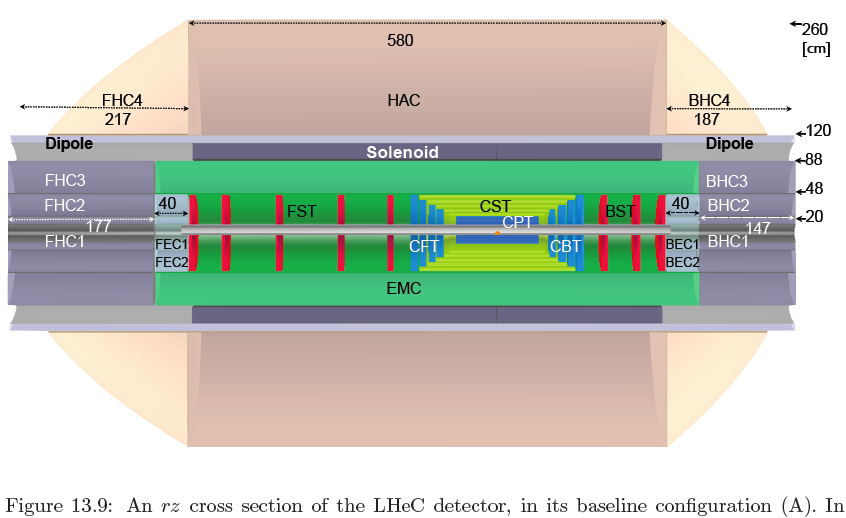 580
260
[cm]
FHC4
217
HAC
BHC4
187
120
Dipole
Solenoid
Dipole
88
FHC3
BHC3
48
FHC2
40
FST
CST
BST
40
BHC2
20
177
CPT
147
FHC1
FEC1
CFT
CBT
BEC1
BHC1
FEC2
BEC2
EMC
Figure 13.9: An rz cross section of the LHeC detector, in its baseline configuration (A). In